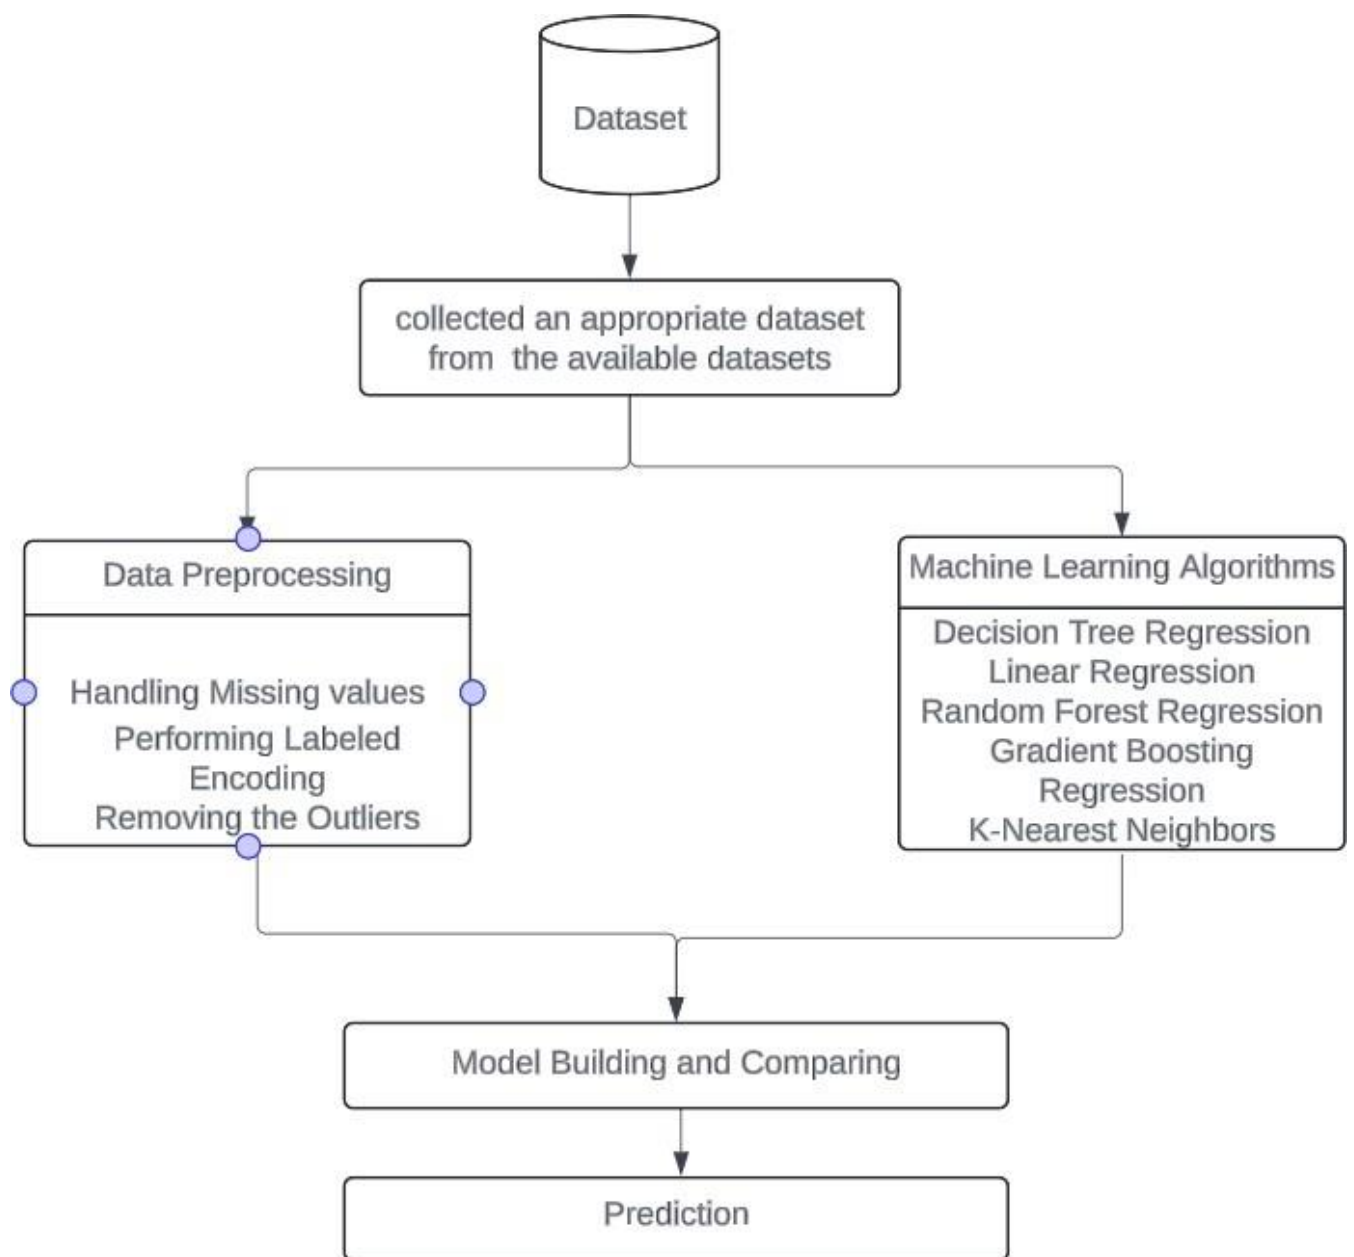 Dataset
collected an appropriate dataset
from the available datasets
Data Preprocessing
Handling Missing values
Performing Labeled
Encoding
Removing the Outliers
Machine Learning Algorithms
Decision Tree Regression
Linear Regression
Random Forest Regression
Gradient Boosting
Regression
K-Nearest Neighbors
Model Building and Comparing
Prediction